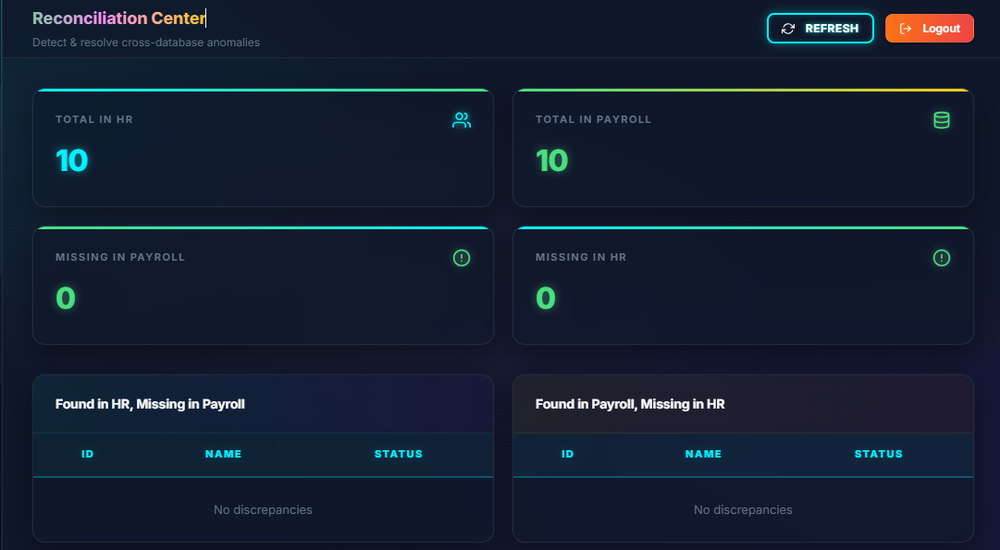 Reconciliation Center
Detect & resolve cross-database anomalies
REFRESH
Logout
TOTAL IN HR
10
TOTAL IN PAYROLL
10
MISSING IN PAYROLL
0
MISSING IN HR
0
Found in HR, Missing in Payroll
ID NAME STATUS
No discrepancies
Found in Payroll, Missing in HR
ID NAME STATUS
No discrepancies